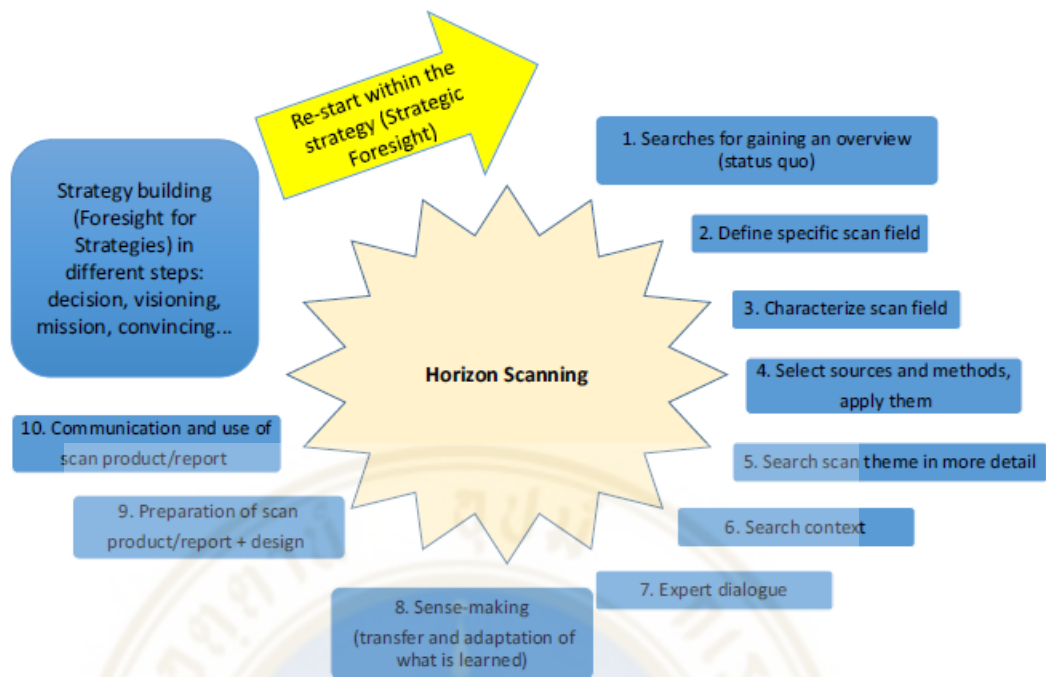 Re-start within the
strategy (Strategic
Foresight)
Strategy building
(Foresight for
Strategies) in
different steps:
decision, visioning,
mission, convincing...
Horizon Scanning
1. Searches for gaining an overview
(status quo)
2. Define specific scan field
3. Characterize scan field
4. Select sources and methods,
apply them
5. Search scan theme in more detail
6. Search context
7. Expert dialogue
8. Sense-making
(transfer and adaptation of
what is learned)
9. Preparation of scan
product/report + design
10. Communication and use of
scan product/report